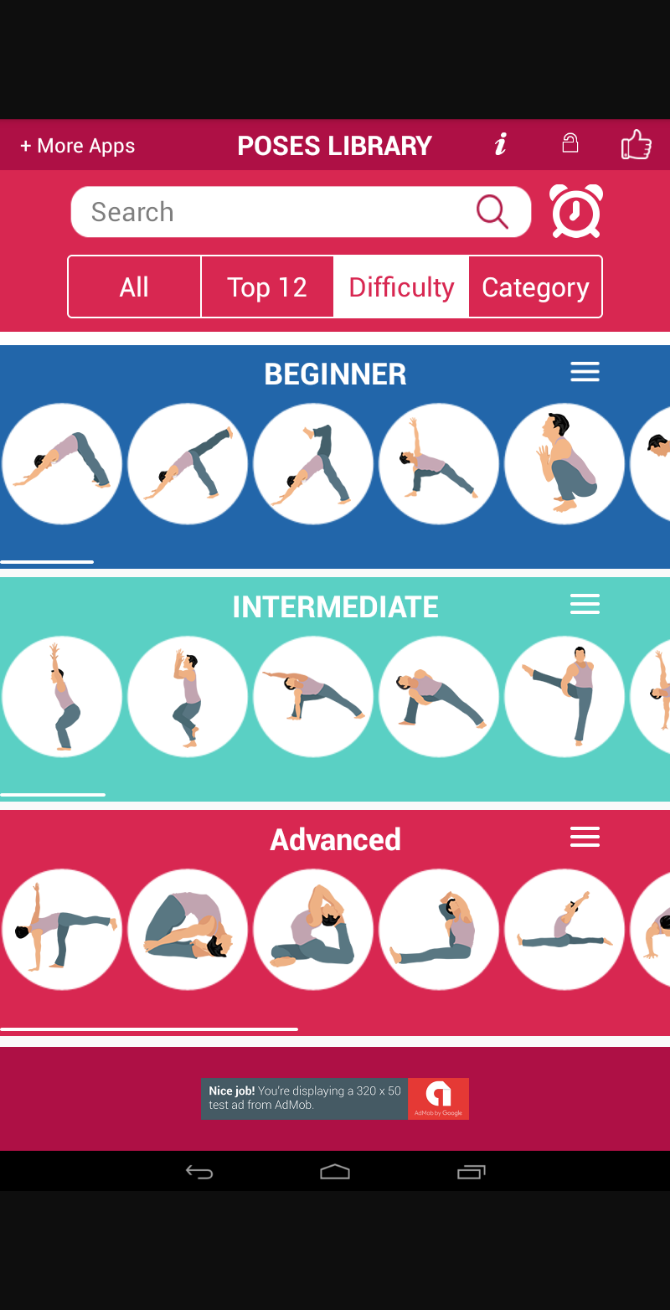 + More Apps
POSES LIBRARY
Search
All
Top 12
Difficulty
Category
BEGINNER
INTERMEDIATE
Advanced
Nice job! You're displaying a 320 x 50
test ad from AdMob.
AdMob by Google